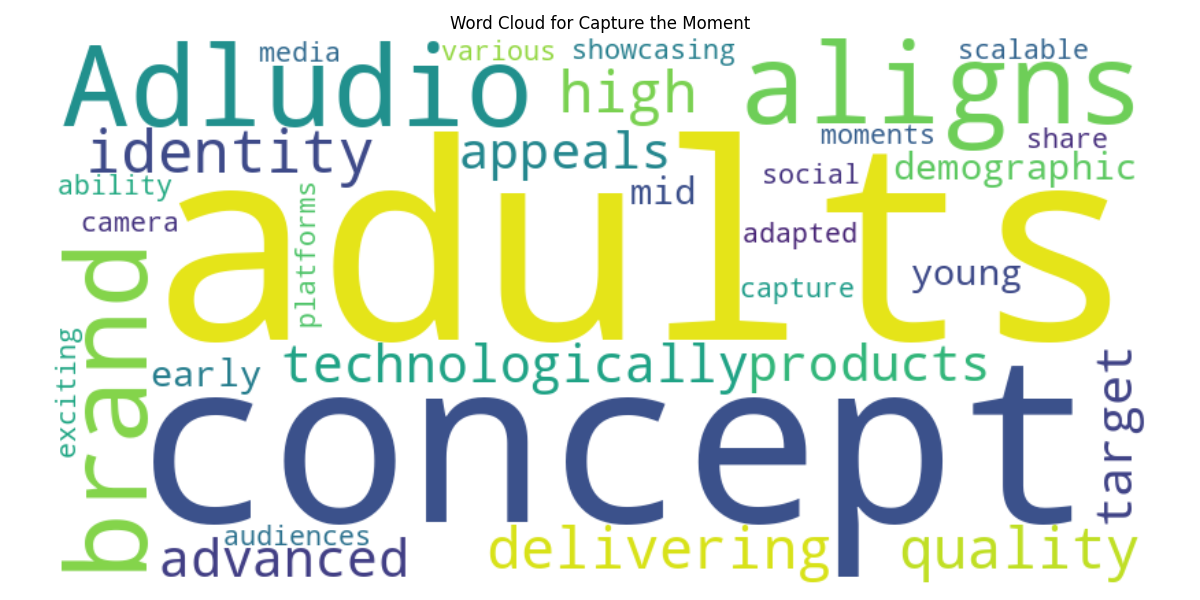 Word Cloud for Capture the Moment
media
various
showcasing
scalable
Adludio
high
aligns
identity
appeals
moments
share
ability
mid
social
demographic
camera
platforms
adults
adapted
capture
young
brand
exciting
early
technologically
products
target
concept
audiences
advanced
delivering
quality